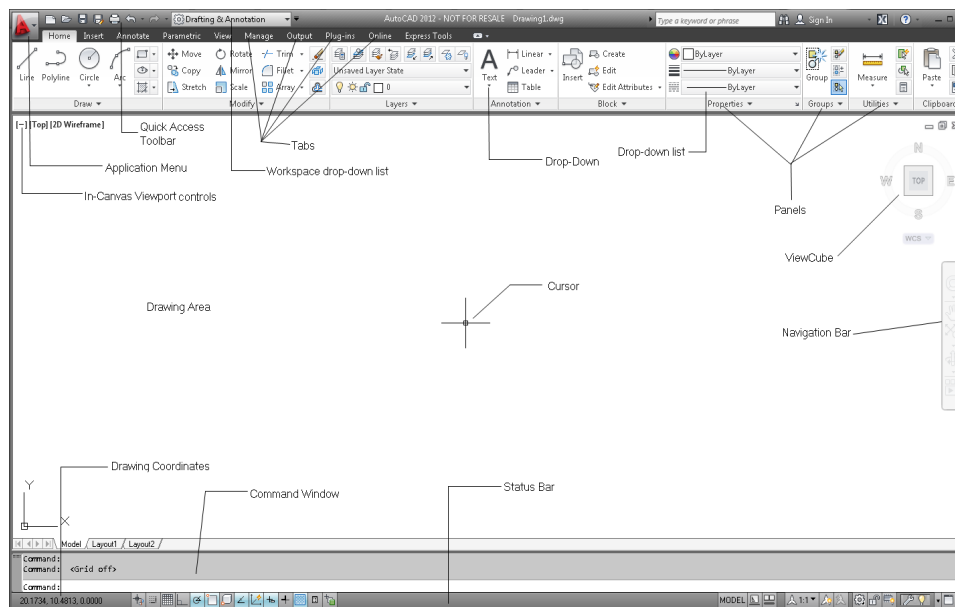 Drafting & Annotation
AutoCAD 2012 - NOT FOR RESALE Drawing1.dwg
Type a keyword or phrase
Sign In
Home Insert Annotate Parametric View Manage Output Plug-ins Online Express Tools
Move Rotate Trim
Unsaved Layer State
Linear
Create
ByLayer
Line Polyline Circle Arc
Copy Mirror Fillet
Text
Leader
Insert
Edit
ByLayer
Group
Measure
Paste
Stretch Scale Array
0
Table
Edit Attributes
ByLayer
Draw
Modify
Layers
Annotation
Block
Properties
Groups
Utilities
Clipboard
[-] [Top] [2D Wireframe]
Quick Access
Toolbar
Tabs
Application Menu
Workspace drop-down list
Drop-Down
Drop-down list
In-Canvas Viewport controls
Panels
N
W TOP E
S
WCS
ViewCube
Cursor
Drawing Area
Navigation Bar
Drawing Coordinates
Command Window
Status Bar
Y
X
Model Layout1 Layout2
Command:
Command: <Grid off>
Command:
20.1734, 10.4813, 0.0000
MODEL
1:1